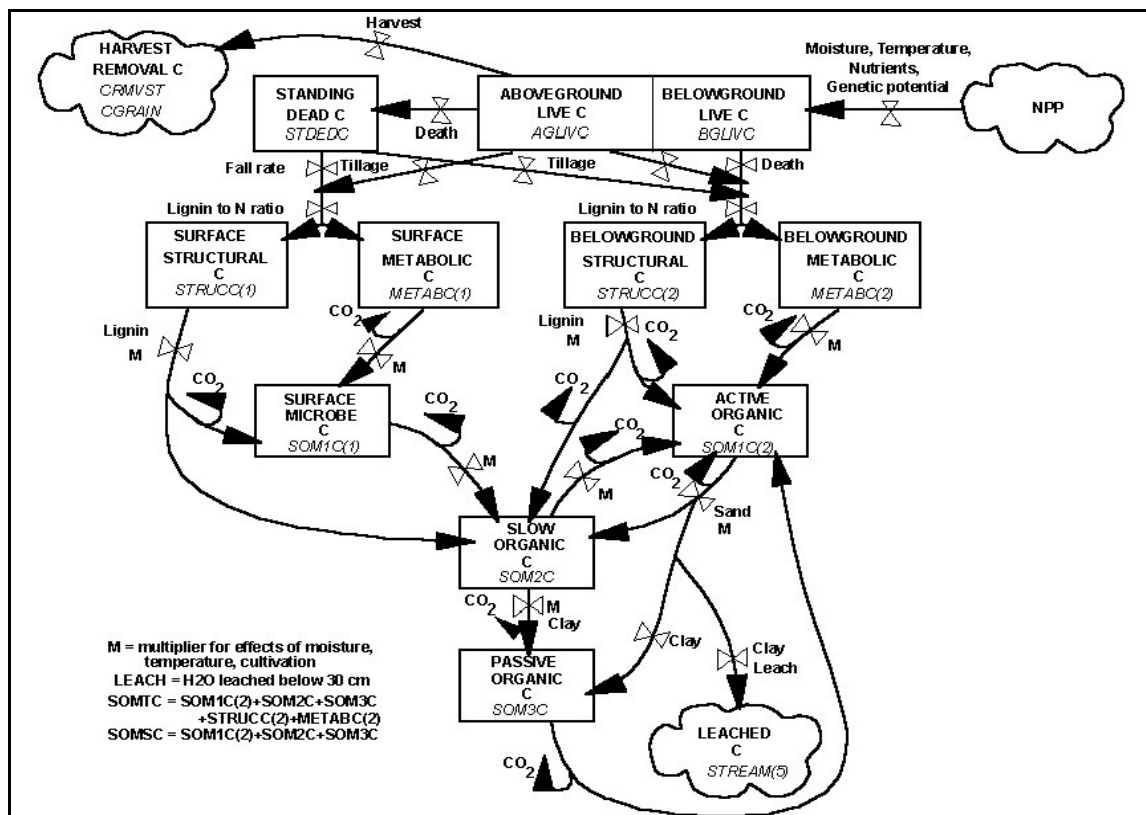 Harvest
HARVEST
REMOVAL C
CRMVST
CGRAIN
STANDING
DEAD C
STDEDC
Death
ABOVEGROUND
LIVE C
AGLIVC
BELOWGROUND
LIVE C
BGLIVC
Moisture, Temperature,
Nutrients,
Genetic potential
NPP
Fall rate
Tillage
Tillage
Death
Lignin to N ratio
Lignin to N ratio
SURFACE
STRUCTURAL
C
STRUCC(1)
SURFACE
METABOLIC
C
METABC(1)
BELOWGROUND
STRUCTURAL
C
STRUCC(2)
BELOWGROUND
METABOLIC
C
METABC(2)
Lignin
M
CO2
M
Lignin
M
CO2
CO2
M
CO2
SURFACE
MICROBE
C
SOM1C(1)
CO2
M
CO2
CO2
M
ACTIVE
ORGANIC
C
SOM1C(2)
CO2
Sand
M
SLOW
ORGANIC
C
SOM2C
CO2
M
Clay
Clay
Clay
Leach
PASSIVE
ORGANIC
C
SOM3C
CO2
LEACHED
C
STREAM(5)
M = multiplier for effects of moisture,
temperature, cultivation
LEACH = H2O leached below 30 cm
SOMTC = SOM1C(2)+SOM2C+SOM3C
+STRUCC(2)+METABC(2)
SOMSC = SOM1C(2)+SOM2C+SOM3C